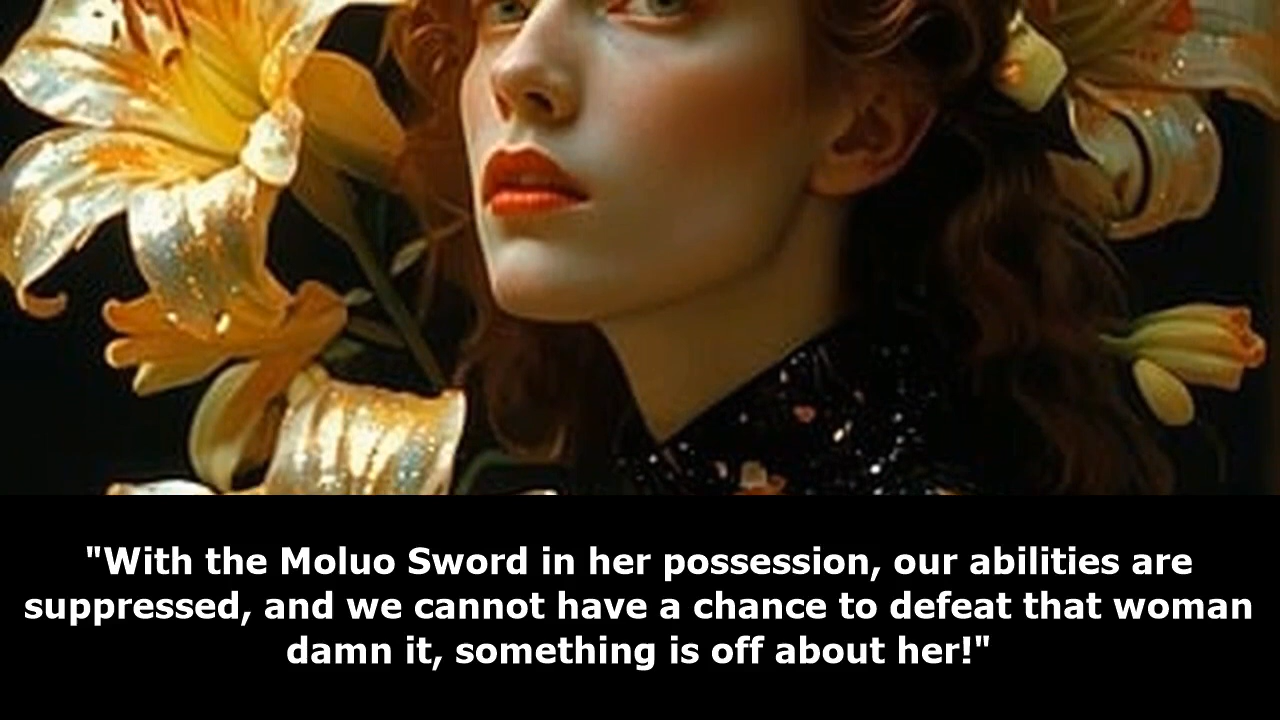 "With the Moluo Sword in her possession, our abilities are
suppressed, and we cannot have a chance to defeat that woman
damn it, something is off about her!"